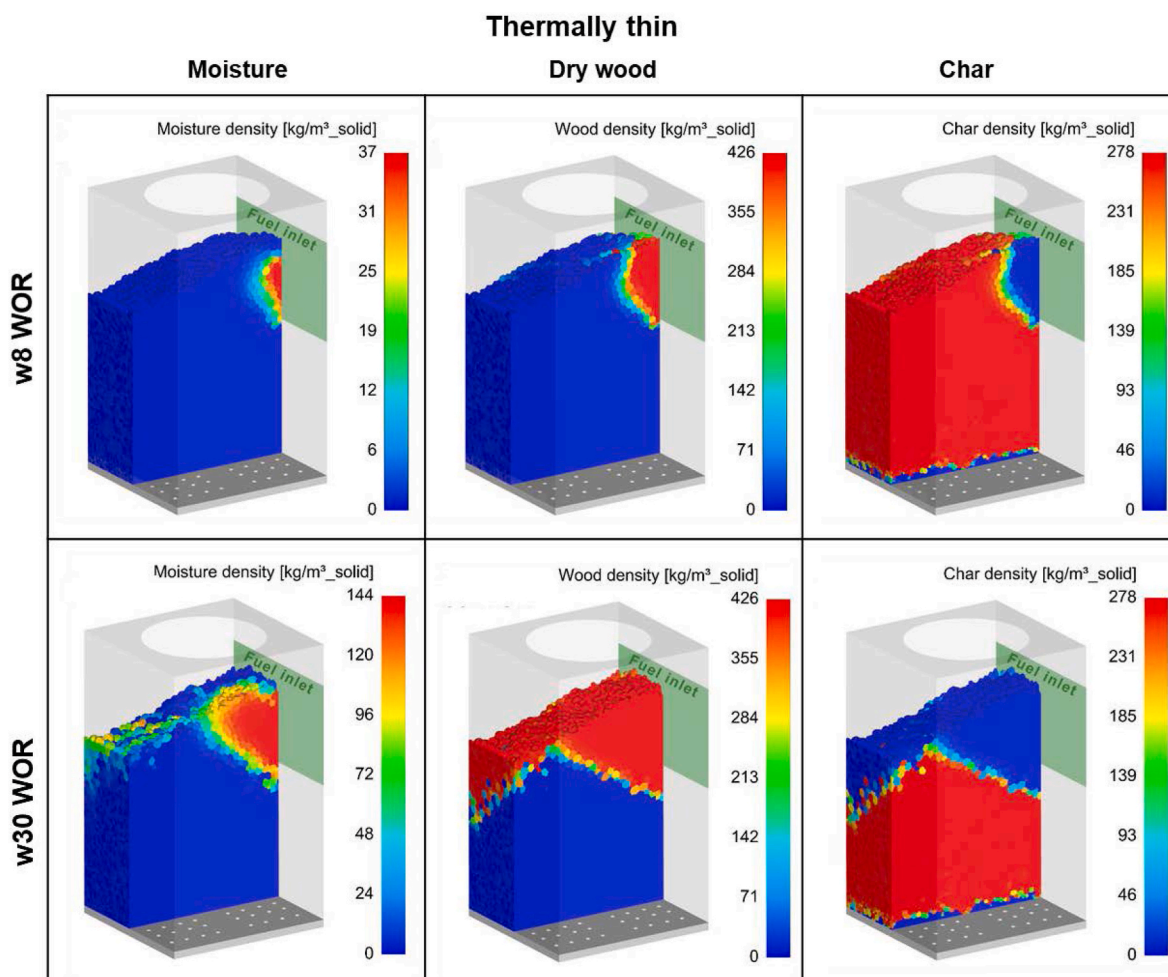 Thermally thin
Moisture
Dry wood
Char
w8 WOR
Moisture density [kg/m³_solid]
37
31
25
19
12
6
0
Fuel inlet
Wood density [kg/m³_solid]
426
355
284
213
142
71
0
Fuel inlet
Char density [kg/m³_solid]
278
231
185
139
93
46
0
Fuel inlet
w30 WOR
Moisture density [kg/m³_solid]
144
120
96
72
48
24
0
Fuel inlet
Wood density [kg/m³_solid]
426
355
284
213
142
71
0
Fuel inlet
Char density [kg/m³_solid]
278
231
185
139
93
46
0
Fuel inlet